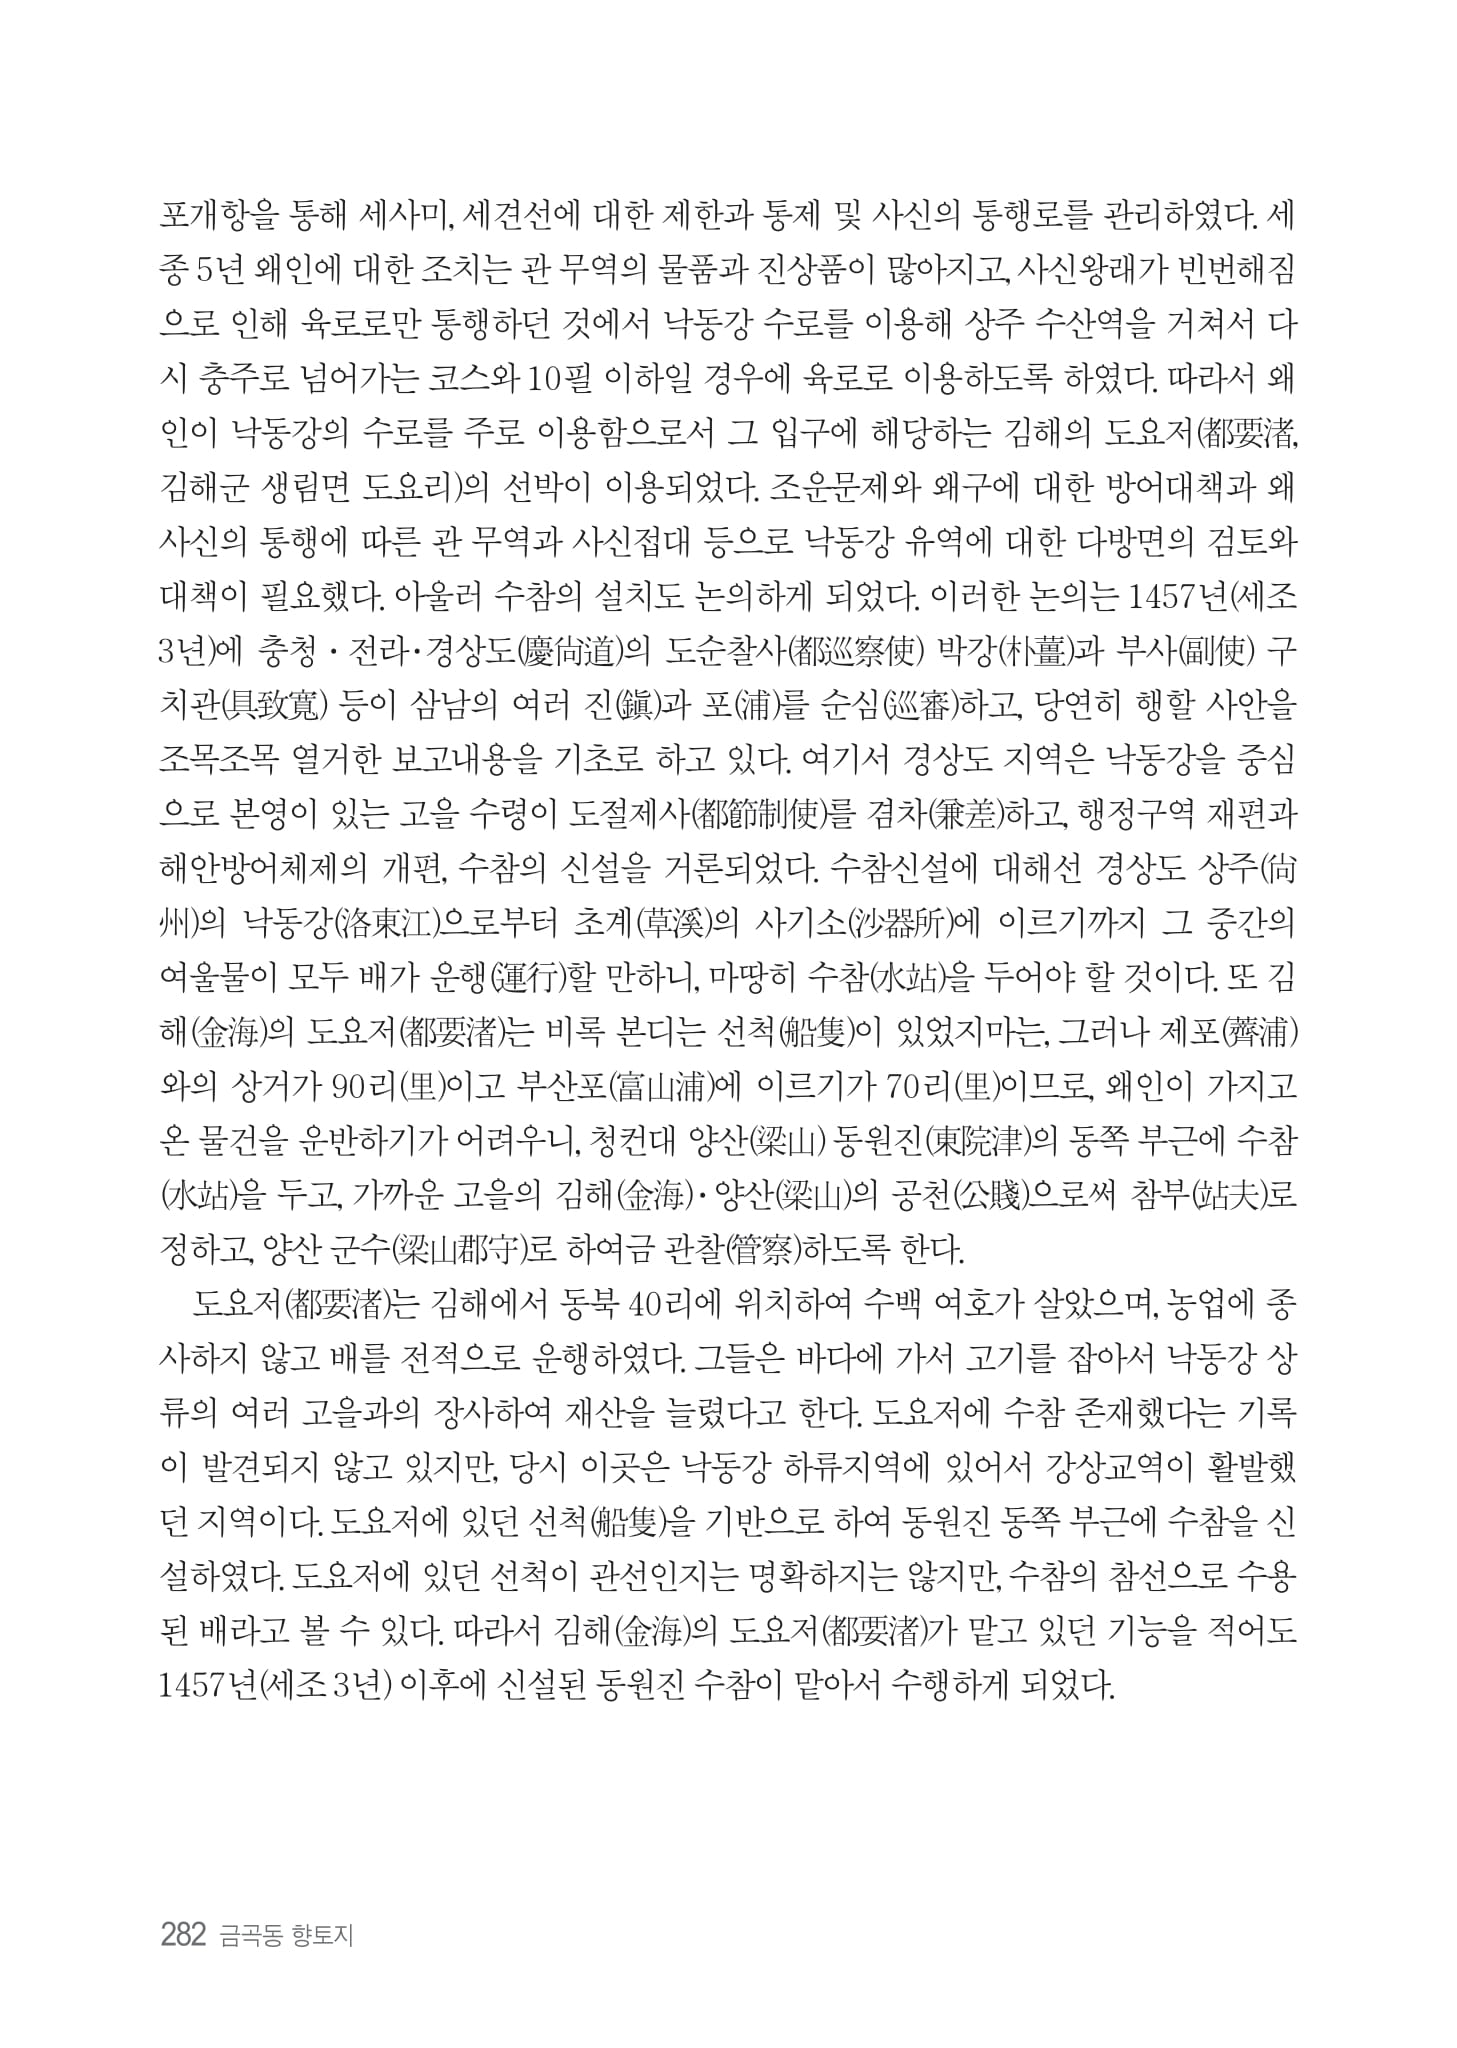 포개항을 통해 세사미, 세견선에 대한 제한과 통제 및 사신의 통행로를 관리하였다. 세
종 5년 왜인에 대한 조치는 관 무역의 물품과 진상품이 많아지고, 사신왕래가 빈번해짐
으로 인해 육로로만 통행하던 것에서 낙동강 수로를 이용해 상주 수산역을 거쳐서 다
시 충주로 넘어가는 코스와 10필 이하일 경우에 육로로 이용하도록 하였다. 따라서 왜
인이 낙동강의 수로를 주로 이용함으로서 그 입구에 해당하는 김해의 도요저(都要渚,
김해군 생림면 도요리)의 선박이 이용되었다. 조운문제와 왜구에 대한 방어대책과 왜
사신의 통행에 따른 관 무역과 사신접대 등으로 낙동강 유역에 대한 다방면의 검토와
대책이 필요했다. 아울러 수참의 설치도 논의하게 되었다. 이러한 논의는 1457년(세조
3년)에 충청 · 전라·경상도(慶尙道)의 도순찰사(都巡察使) 박강(朴薑)과 부사(副使) 구
치관(具致寬) 등이 삼남의 여러 진(鎭)과 포(浦)를 순심(巡審)하고, 당연히 행할 사안을
조목조목 열거한 보고내용을 기초로 하고 있다. 여기서 경상도 지역은 낙동강을 중심
으로 본영이 있는 고을 수령이 도절제사(都節制使)를 겸차(兼差)하고, 행정구역 재편과
해안방어체제의 개편, 수참의 신설을 거론되었다. 수참신설에 대해선 경상도 상주(尙
州)의 낙동강(洛東江)으로부터 초계(草溪)의 사기소(沙器所)에 이르기까지 그 중간의
여울물이 모두 배가 운행(運行)할 만하니, 마땅히 수참(水站)을 두어야 할 것이다. 또 김
해(金海)의 도요저(都要渚)는 비록 본디는 선척(船隻)이 있었지마는, 그러나 제포(薺浦)
와의 상거가 90리(里)이고 부산포(富山浦)에 이르기가 70리(里)이므로, 왜인이 가지고
온 물건을 운반하기가 어려우니, 청컨대 양산(梁山) 동원진(東院津)의 동쪽 부근에 수참
(水站)을 두고, 가까운 고을의 김해(金海)·양산(梁山)의 공천(公賤)으로써 참부(站夫)로
정하고, 양산 군수(梁山郡守)로 하여금 관찰(管察)하도록 한다.
도요저(都要渚)는 김해에서 동북 40리에 위치하여 수백 여호가 살았으며, 농업에 종
사하지 않고 배를 전적으로 운행하였다. 그들은 바다에 가서 고기를 잡아서 낙동강 상
류의 여러 고을과의 장사하여 재산을 늘렸다고 한다. 도요저에 수참 존재했다는 기록
이 발견되지 않고 있지만, 당시 이곳은 낙동강 하류지역에 있어서 강상교역이 활발했
던 지역이다. 도요저에 있던 선척(船隻)을 기반으로 하여 동원진 동쪽 부근에 수참을 신
설하였다. 도요저에 있던 선척이 관선인지는 명확하지는 않지만, 수참의 참선으로 수용
된 배라고 볼 수 있다. 따라서 김해(金海)의 도요저(都要渚)가 맡고 있던 기능을 적어도
1457년(세조 3년) 이후에 신설된 동원진 수참이 맡아서 수행하게 되었다.
282 금곡동 향토지